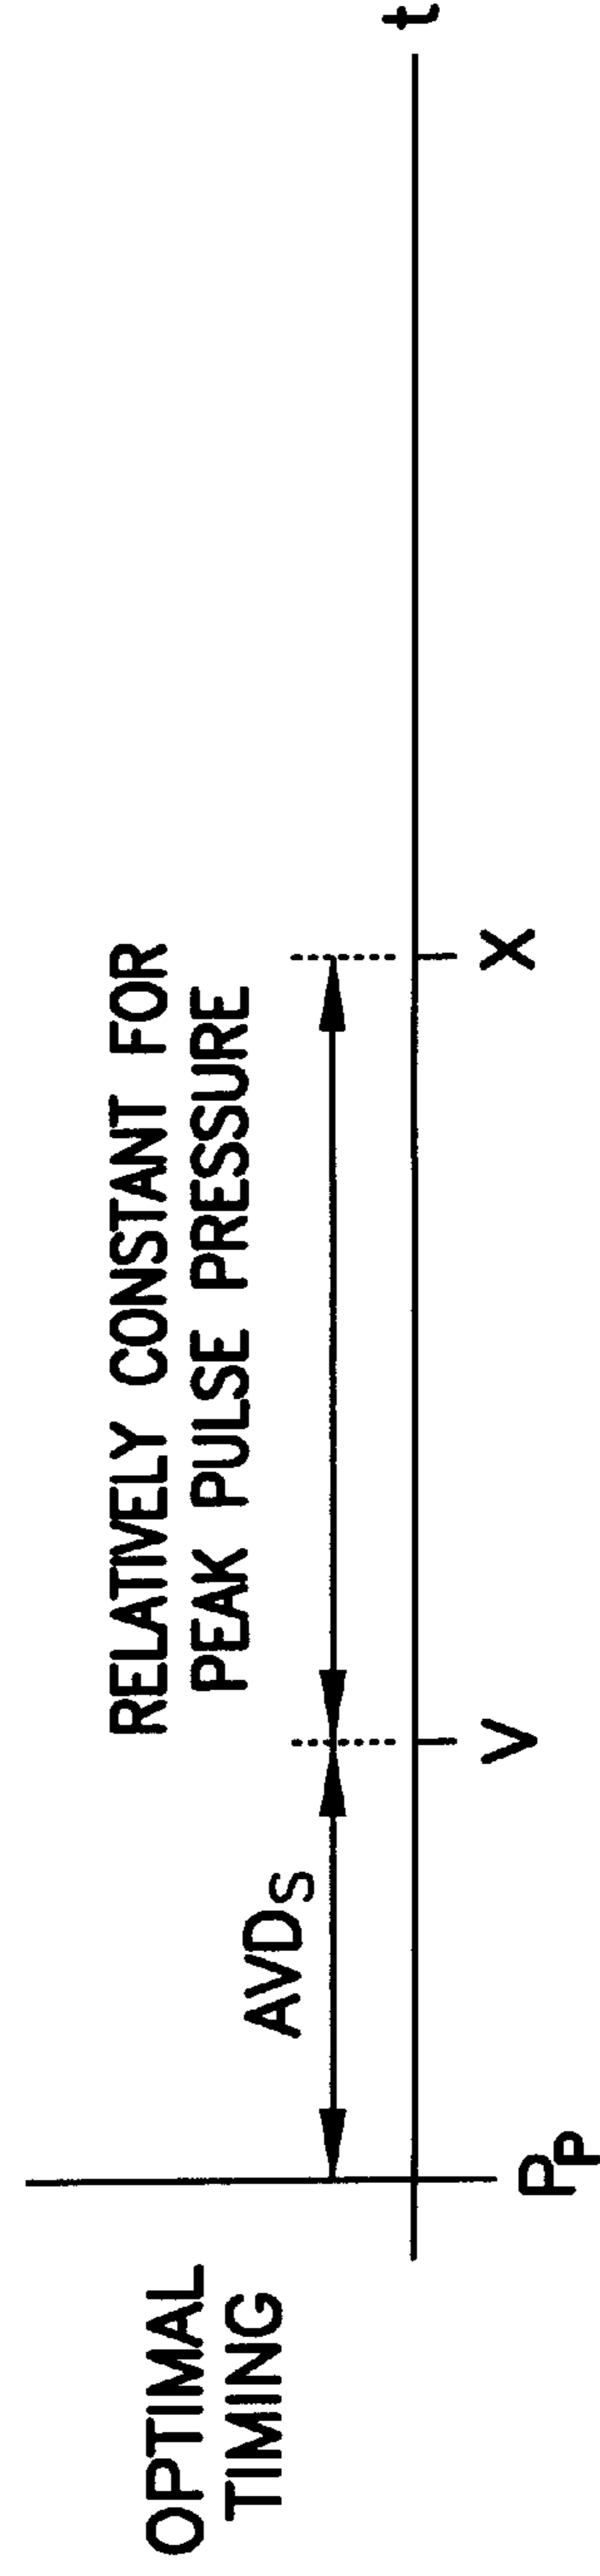 OPTIMAL
TIMING
RELATIVELY CONSTANT FOR
PEAK PULSE PRESSURE
AVDS
PP
V
X
t